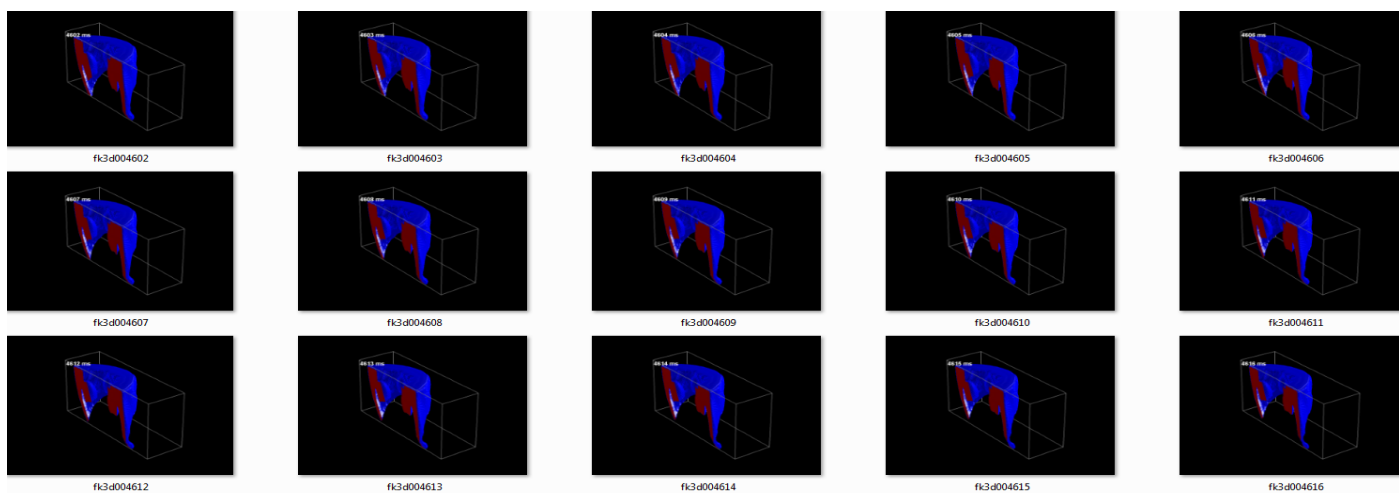 4602 ms 4603 ms 4604 ms 4605 ms 4606 ms
fk3d004602 fk3d004603 fk3d004604 fk3d004605 fk3d004606
4607 ms 4608 ms 4609 ms 4610 ms 4611 ms
fk3d004607 fk3d004608 fk3d004609 fk3d004610 fk3d004611
4612 ms 4613 ms 4614 ms 4615 ms 4616 ms
fk3d004612 fk3d004613 fk3d004614 fk3d004615 fk3d004616